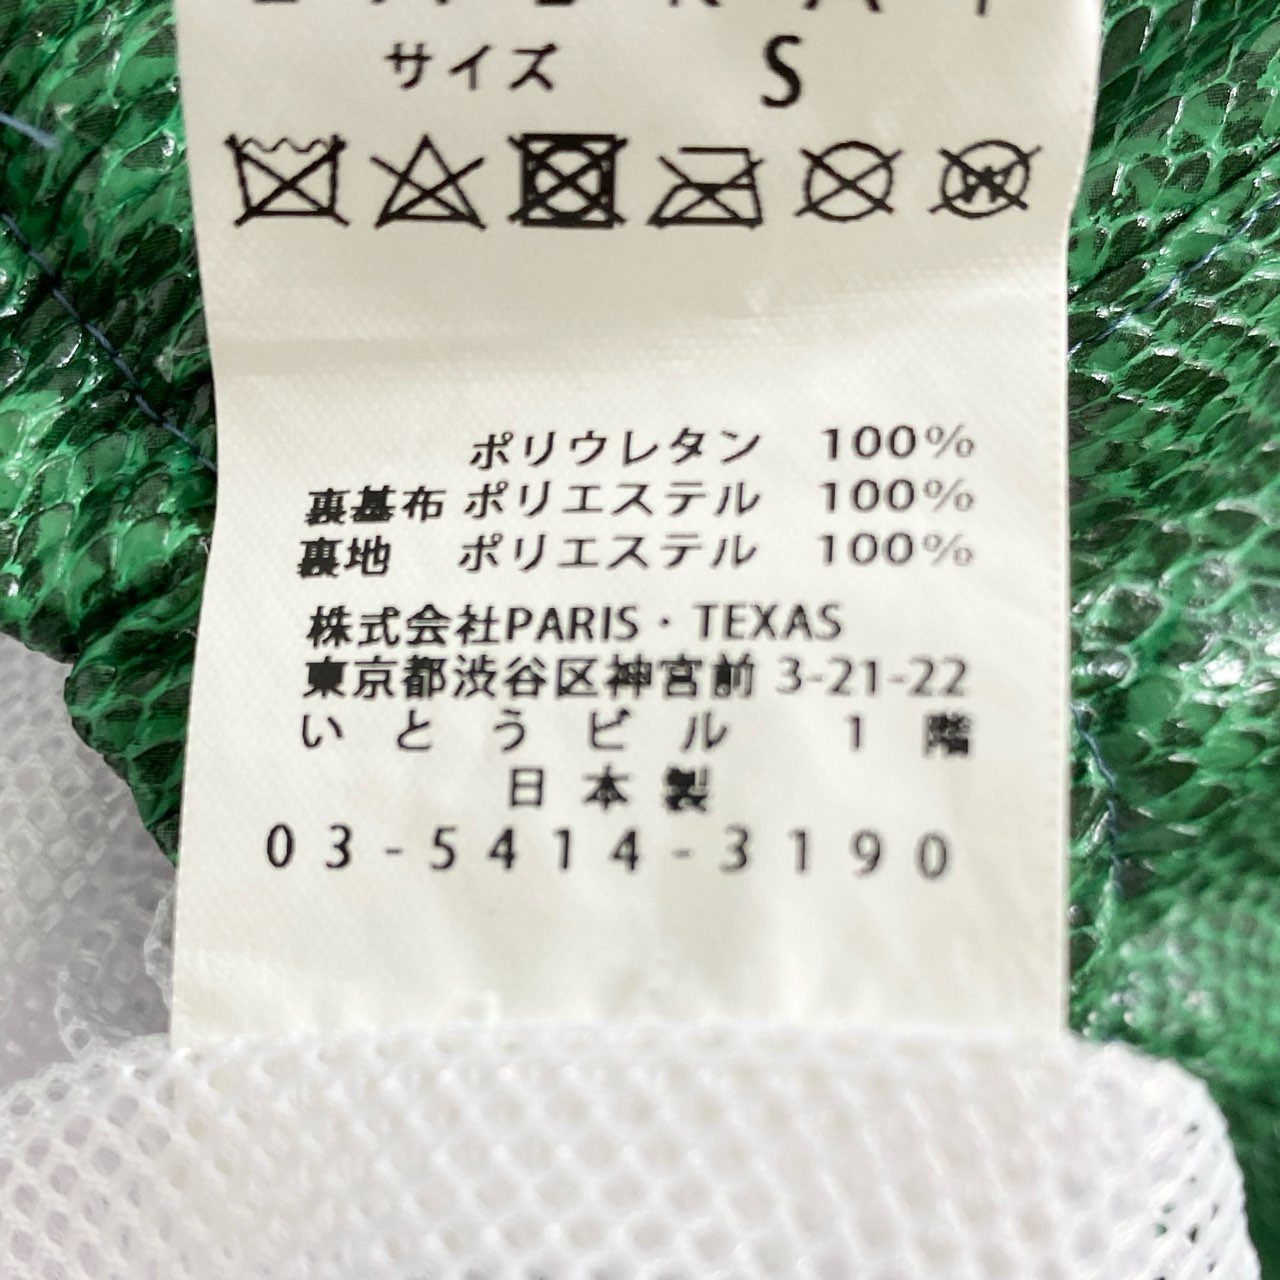 サイズ S
ポリウレタン 100%
裏基布 ポリエステル 100%
裏地 ポリエステル 100%
株式会社PARIS・TEXAS
東京都渋谷区神宮前 3-21-22
いとうビル 1階
日本製
03-5414-3190